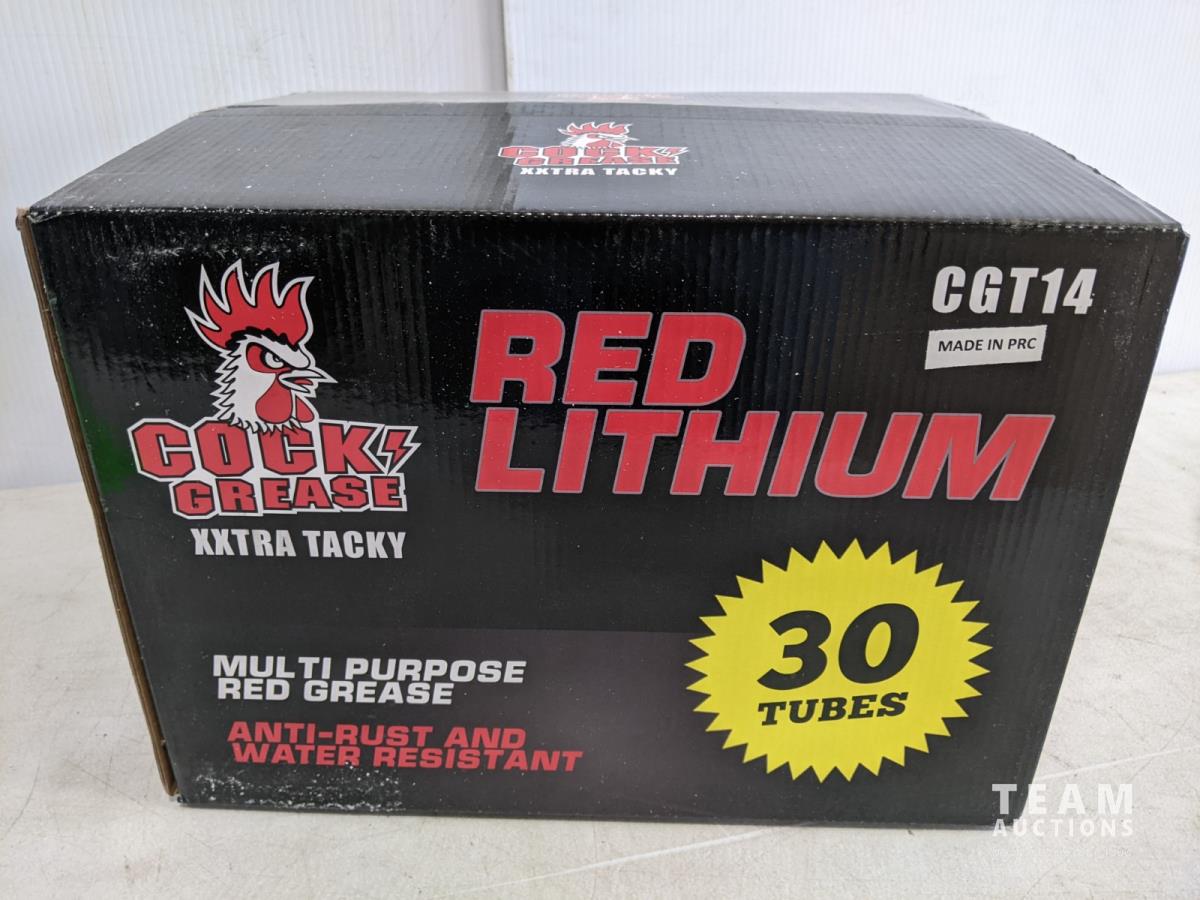 COCK
GREASE
XXTRA TACKY
CGT14
MADE IN PRC
RED
LITHIUM
COCK
GREASE
XXTRA TACKY
30
TUBES
MULTI PURPOSE
RED GREASE
ANTI-RUST AND
WATER RESISTANT
TEAM
AUCTIONS